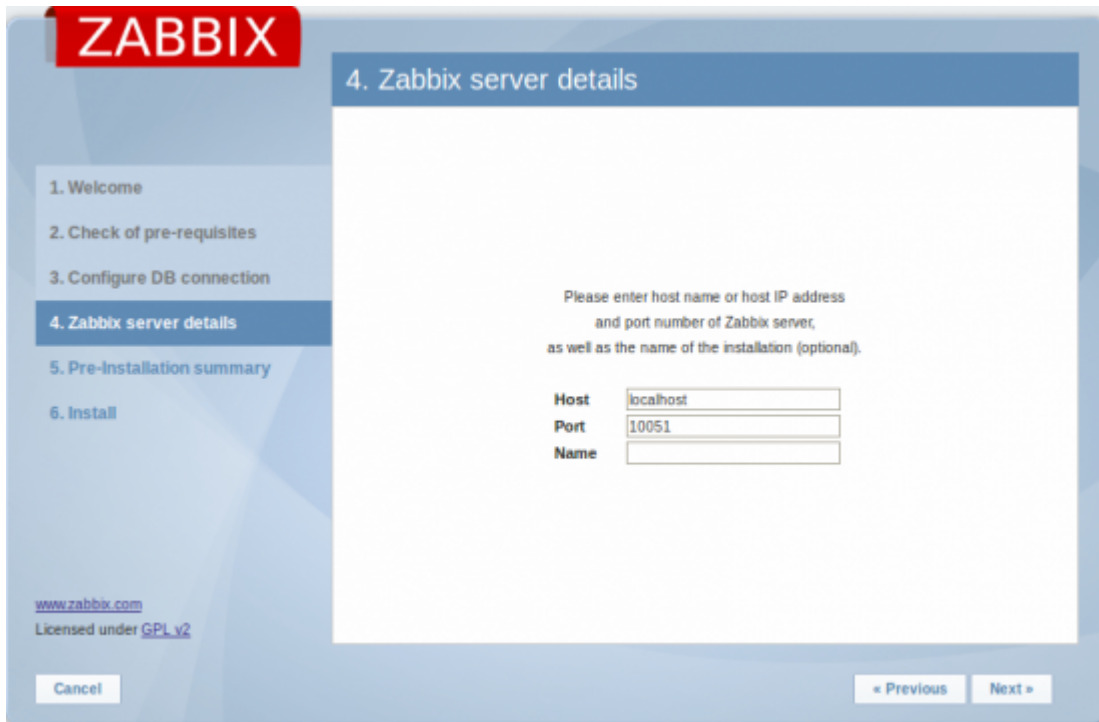 ZABBIX
4. Zabbix server details
1. Welcome
2. Check of pre-requisites
3. Configure DB connection
4. Zabbix server details
5. Pre-Installation summary
6. Install
Please enter host name or host IP address
and port number of Zabbix server,
as well as the name of the installation (optional).
Host localhost
Port 10051
Name
www.zabbix.com
Licensed under GPL v2
Cancel
« Previous
Next »